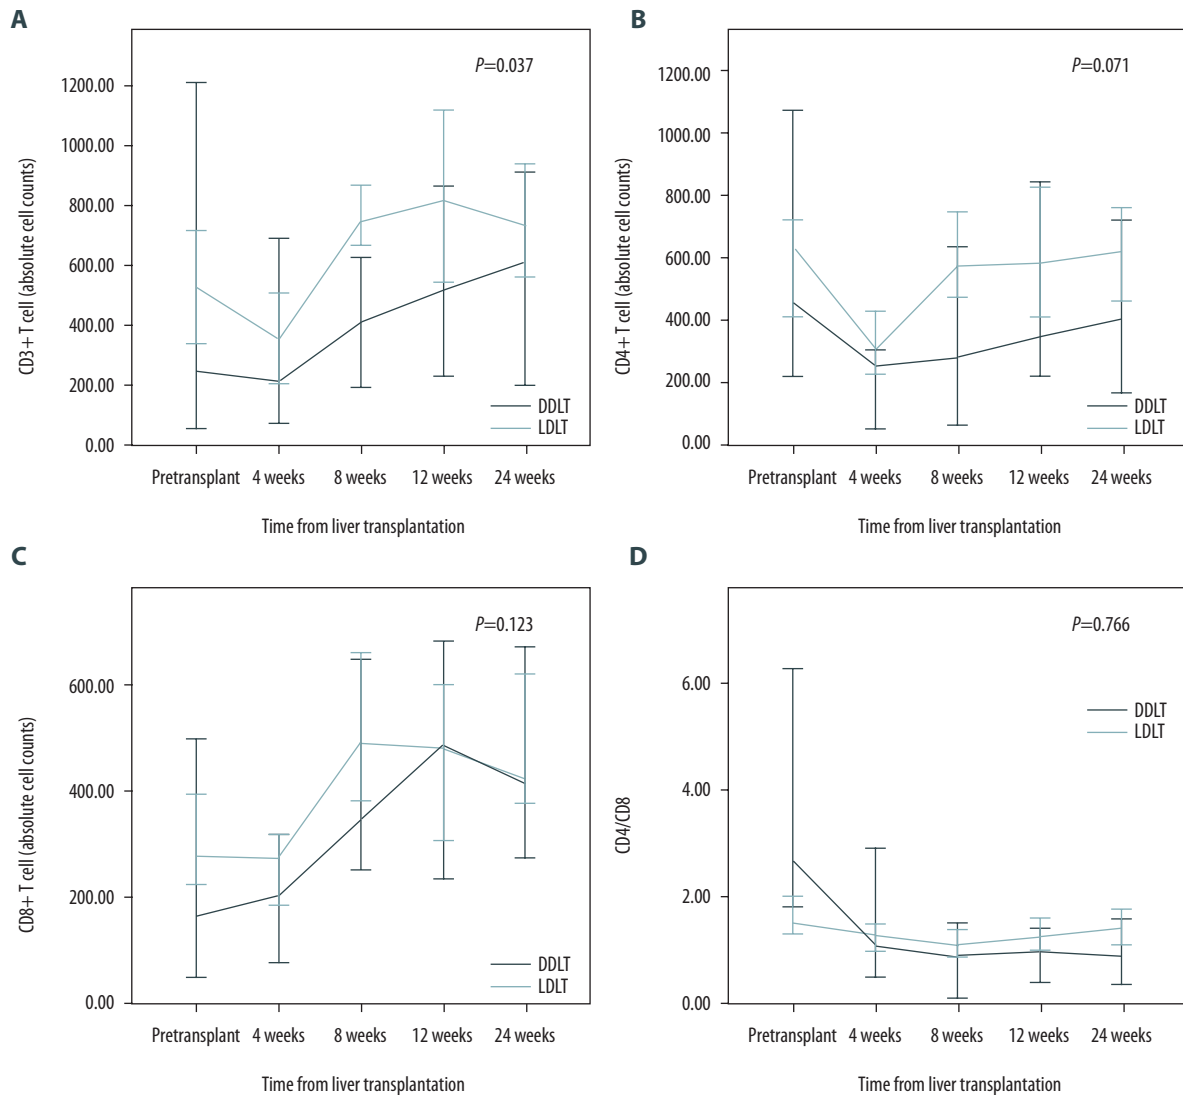 A
P=0.037
CD3+ T cell (absolute cell counts)
1200.00
1000.00
800.00
600.00
400.00
200.00
0.00
DDLT
LDLT
Pretransplant 4 weeks 8 weeks 12 weeks 24 weeks
Time from liver transplantation
B
P=0.071
CD4+ T cell (absolute cell counts)
1200.00
1000.00
800.00
600.00
400.00
200.00
0.00
DDLT
LDLT
Pretransplant 4 weeks 8 weeks 12 weeks 24 weeks
Time from liver transplantation
C
P=0.123
CD8+ T cell (absolute cell counts)
600.00
400.00
200.00
0.00
DDLT
LDLT
Pretransplant 4 weeks 8 weeks 12 weeks 24 weeks
Time from liver transplantation
D
P=0.766
CD4/CD8
6.00
4.00
2.00
0.00
DDLT
LDLT
Pretransplant 4 weeks 8 weeks 12 weeks 24 weeks
Time from liver transplantation